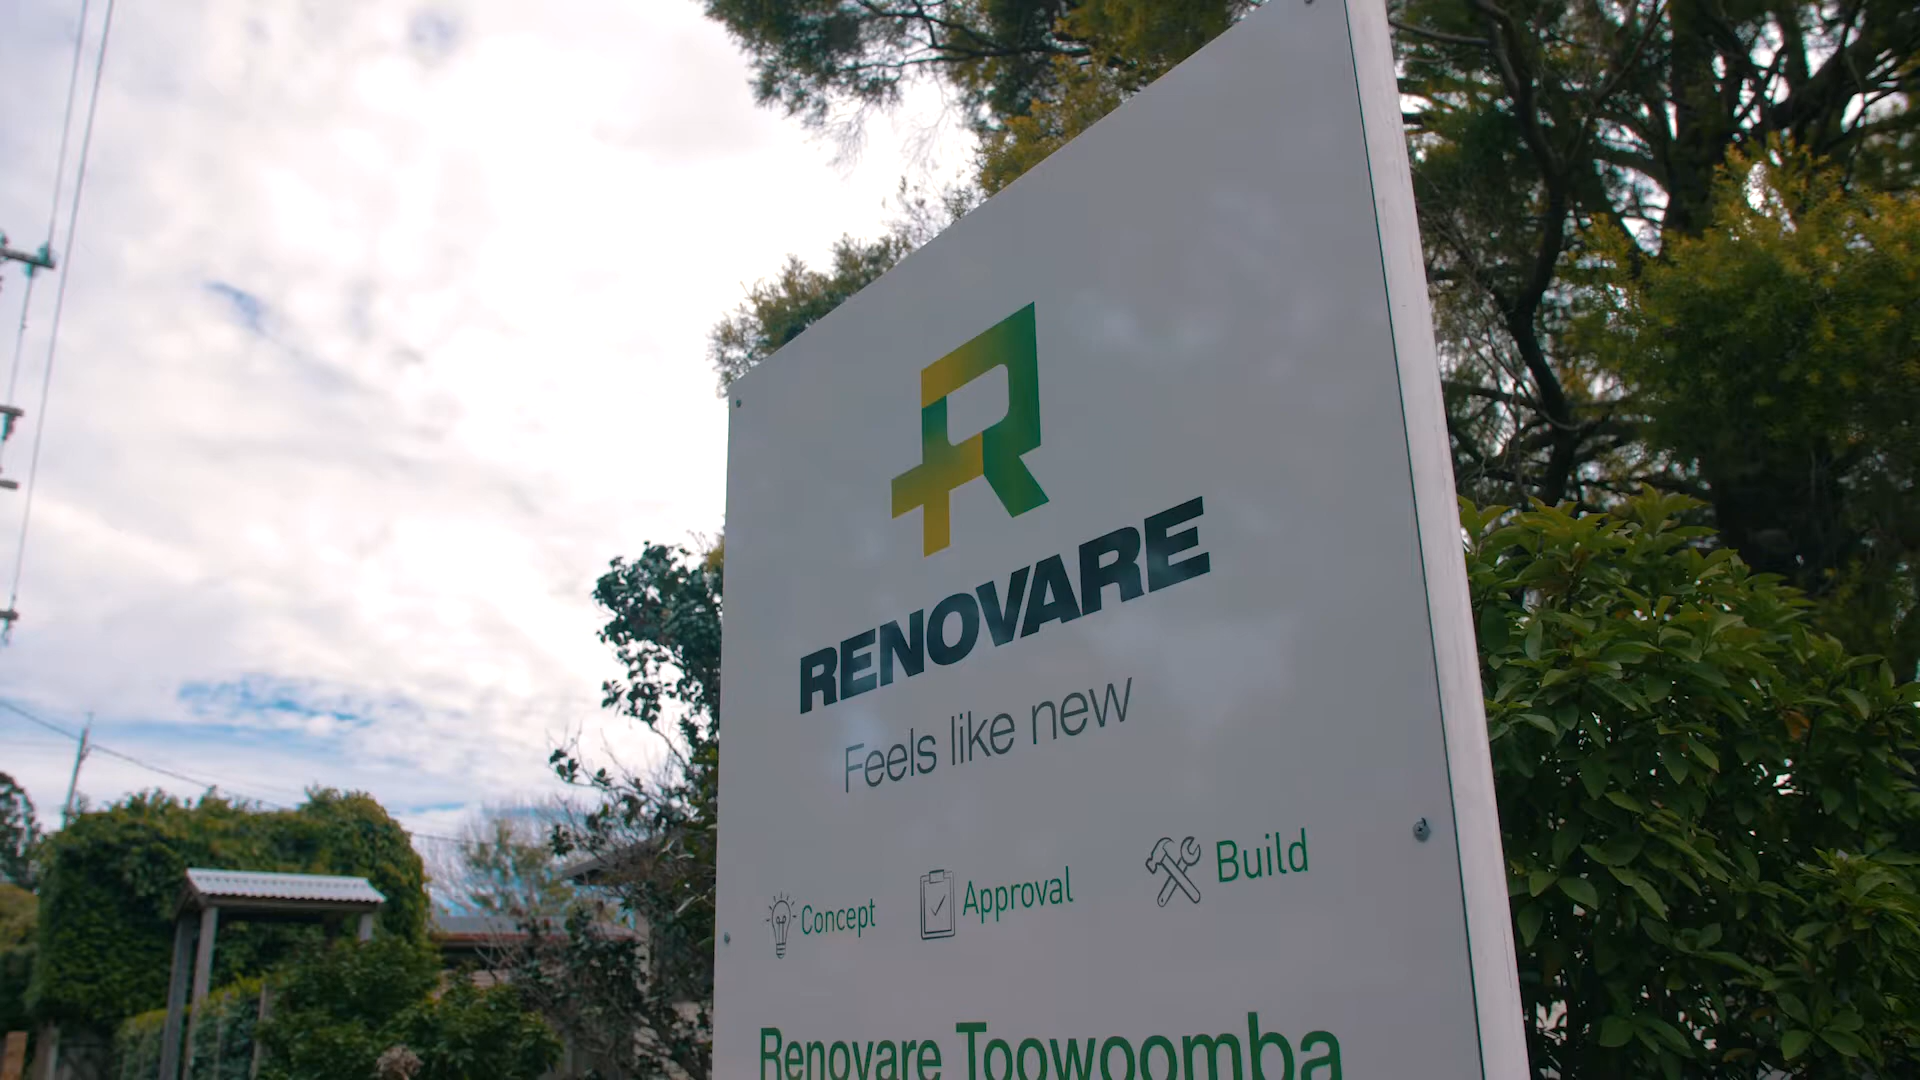 R
RENOVARE
Feels like new
Concept Approval Build
Renovare Toowoomba